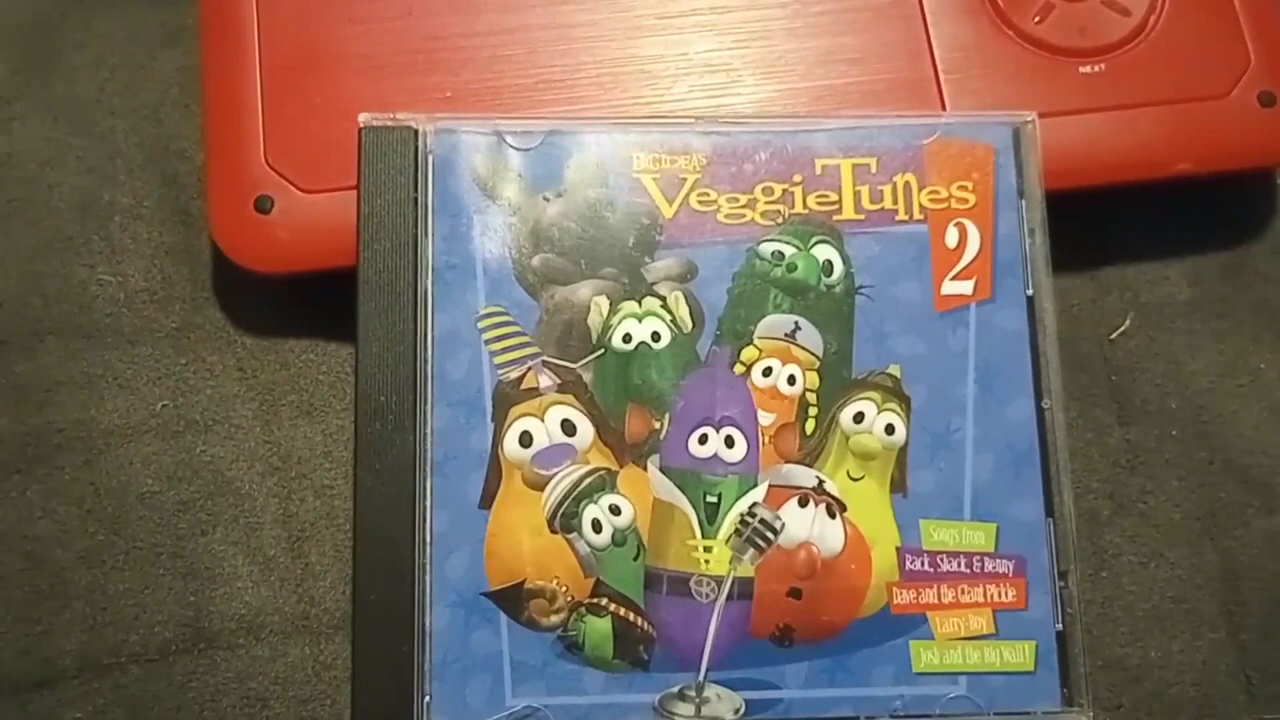 NEXT
BIG IDEA'S
VeggieTunes
2
Songs from
Rack, Shack, & Benny
Dave and the Giant Pickle
Larry-Boy
Josh and the Big Wall!